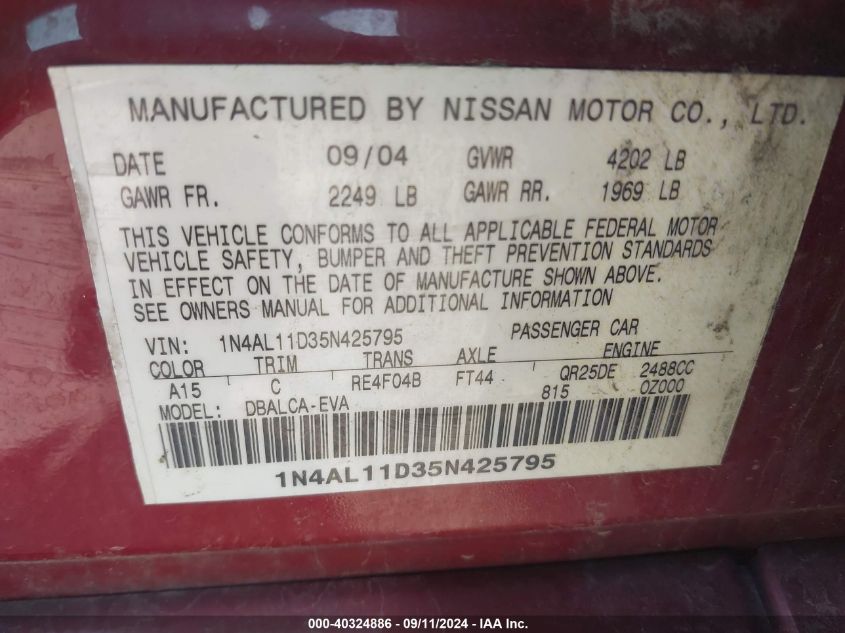 MANUFACTURED BY NISSAN MOTOR CO., LTD.
DATE 09/04 GVWR 4202 LB
GAWR FR. 2249 LB GAWR RR. 1969 LB
THIS VEHICLE CONFORMS TO ALL APPLICABLE FEDERAL MOTOR
VEHICLE SAFETY, BUMPER AND THEFT PREVENTION STANDARDS
IN EFFECT ON THE DATE OF MANUFACTURE SHOWN ABOVE.
SEE OWNERS MANUAL FOR ADDITIONAL INFORMATION
VIN: 1N4AL11D35N425795 PASSENGER CAR
COLOR TRIM TRANS AXLE ENGINE
A15 C RE4F04B FT44 QR25DE 2488CC
MODEL: DBALCA-EVA 815 0Z000
1N4AL11D35N425795
000-40324886 - 09/11/2024 - IAA Inc.